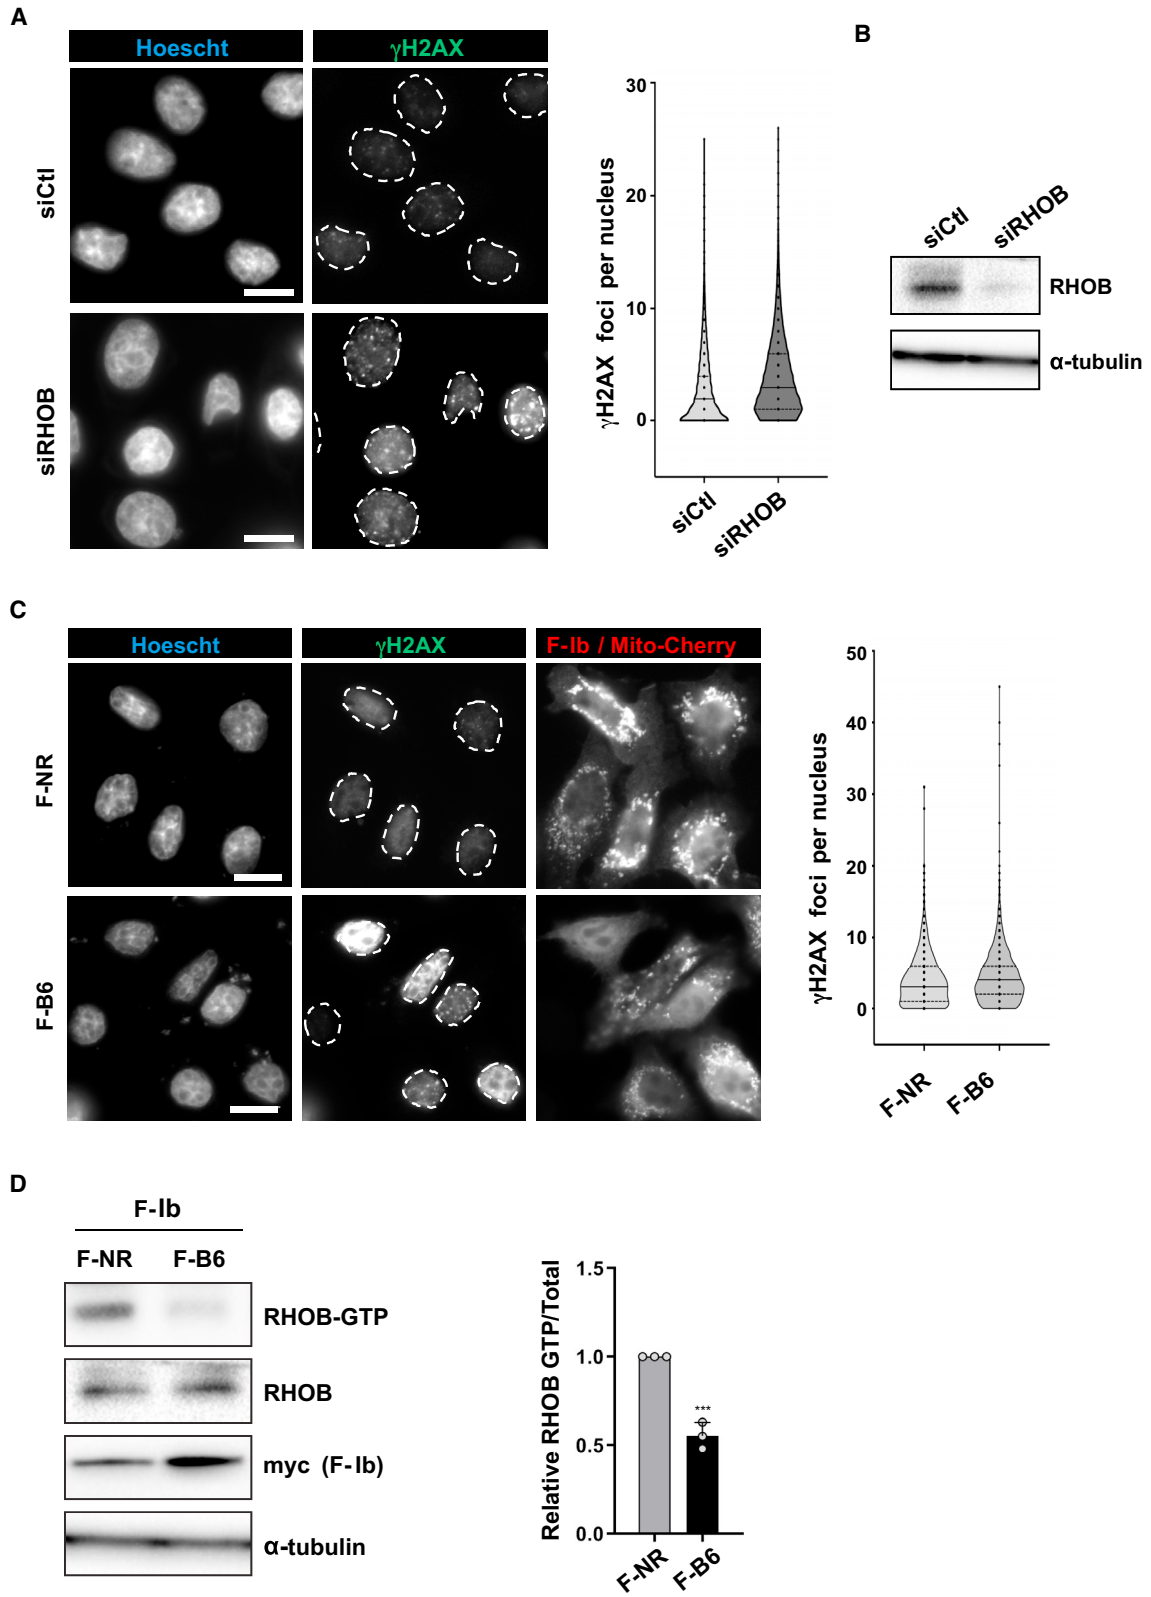 A
Hoescht
γH2AX
siCtl
siRHOB
γH2AX foci per nucleus
30
20
10
0
siCtl
siRHOB
B
siCtl
siRHOB
RHOB
α-tubulin
C
Hoescht
γH2AX
F-Ib / Mito-Cherry
F-NR
F-B6
γH2AX foci per nucleus
50
40
30
20
10
0
F-NR
F-B6
D
F-Ib
F-NR F-B6
RHOB-GTP
RHOB
myc (F-Ib)
α-tubulin
Relative RHOB GTP/Total
1.5
1.0
0.5
0.0
***
F-NR
F-B6